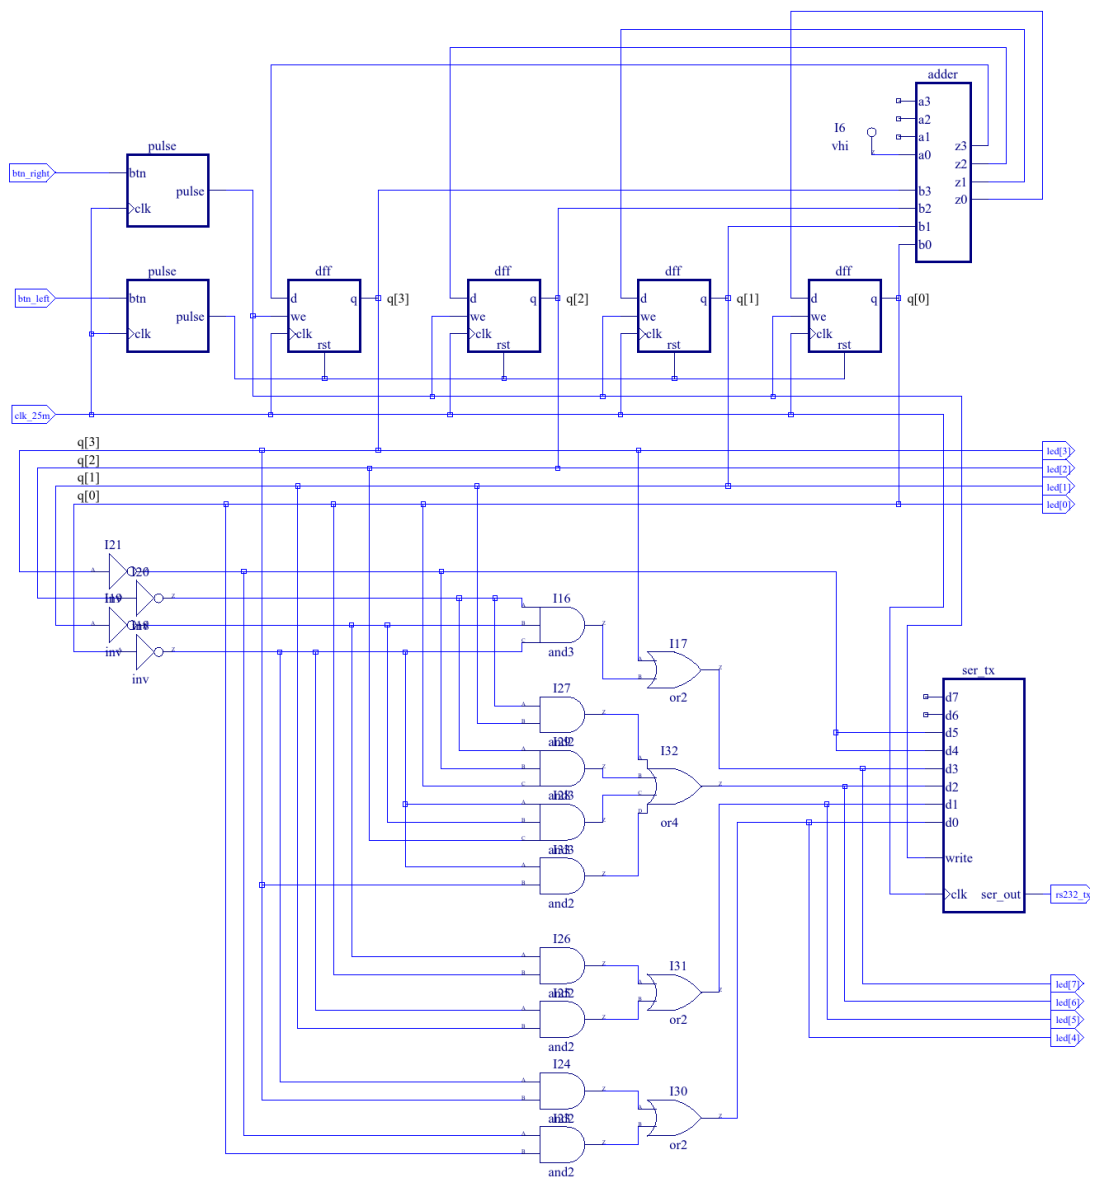 adder
a3
a2
I6
a1
vhi
a0
z3
z2
z1
z0
b3
b2
b1
b0
pulse
btn_right
btn
pulse
clk
pulse
btn_left
btn
pulse
clk
dff
d
q
q[3]
we
clk
rst
dff
d
q
q[2]
we
clk
rst
dff
d
q
q[1]
we
clk
rst
dff
d
q
q[0]
we
clk
rst
clk_25m
q[3]
led[3]
q[2]
led[2]
q[1]
led[1]
q[0]
led[0]
I21
I20
I19
inv
inv
I16
A
B
C
Z
and3
I17
A
B
Z
or2
I27
A
B
Z
I32
A
B
C
D
Z
or4
A
B
C
Z
A
B
C
Z
A
B
Z
and2
I26
A
B
Z
I31
A
B
Z
or2
A
B
Z
and2
I24
A
B
Z
I30
A
B
Z
or2
A
B
Z
and2
ser_tx
d7
d6
d5
d4
d3
d2
d1
d0
write
clk
ser_out
rs232_tx
led[7]
led[6]
led[5]
led[4]